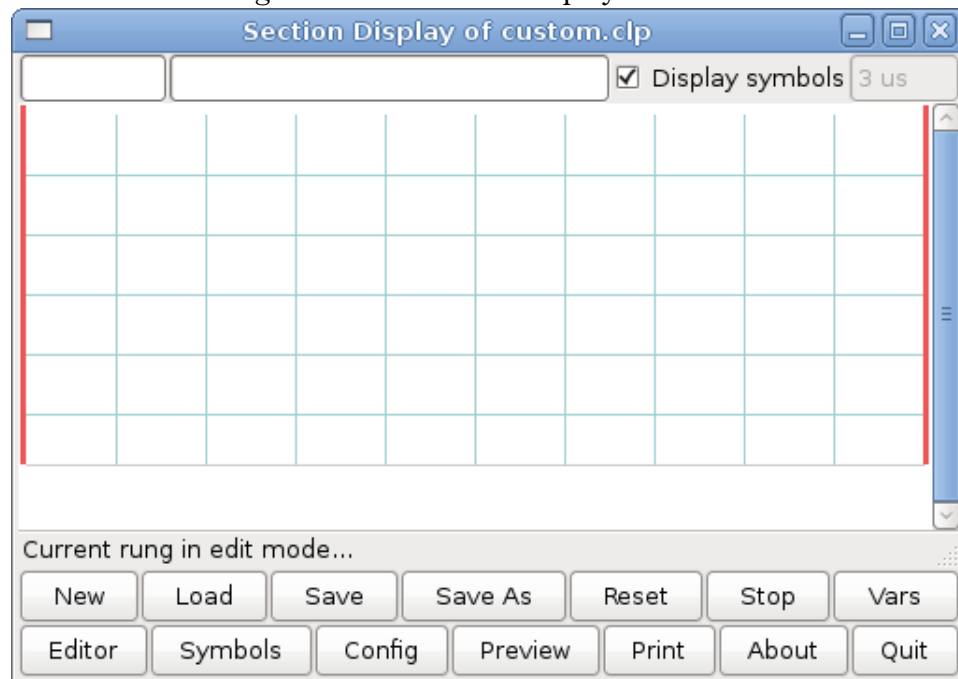 Section Display of custom.clp
Display symbols 3 us
Current rung in edit mode...
New Load Save Save As Reset Stop Vars
Editor Symbols Config Preview Print About Quit